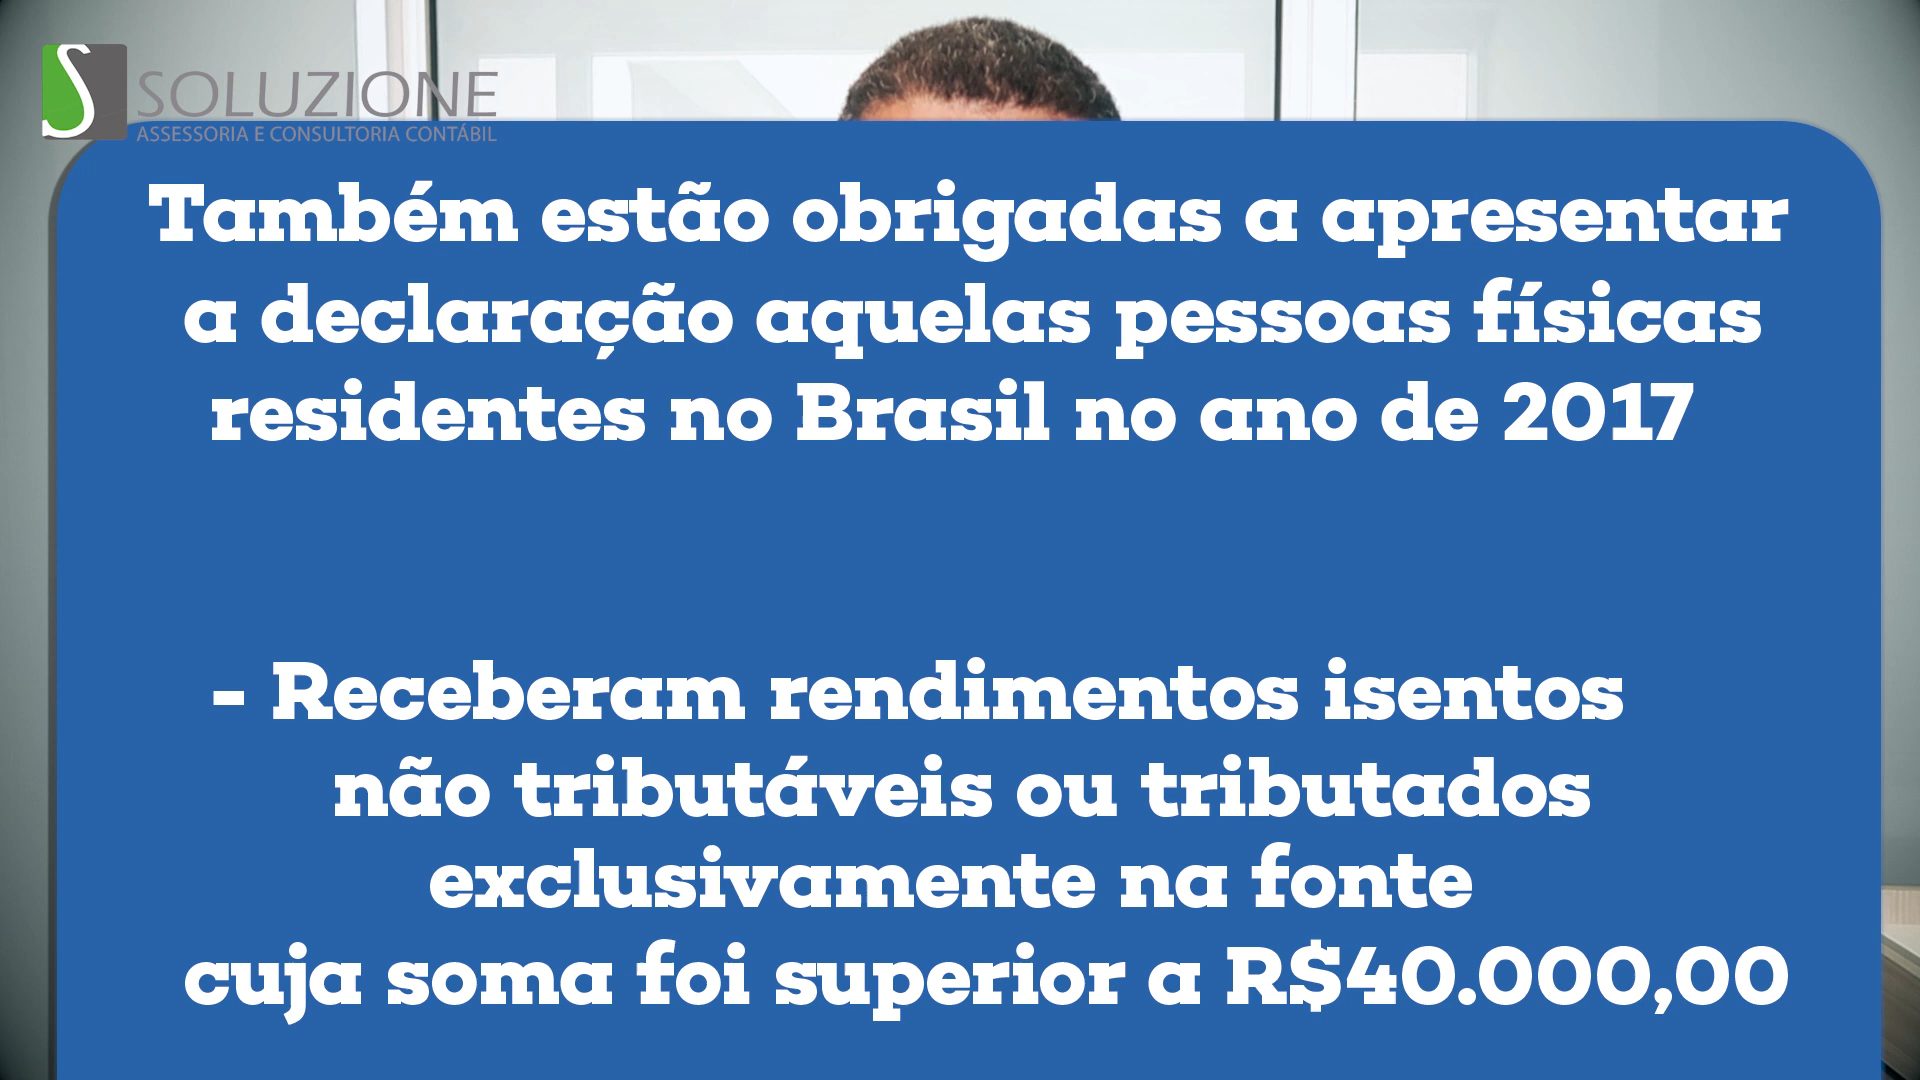 SOLUZIONE
ASSESSORIA E CONSULTORIA CONTÁBIL
Também estão obrigadas a apresentar
a declaração aquelas pessoas físicas
residentes no Brasil no ano de 2017
- Receberam rendimentos isentos
não tributáveis ou tributados
exclusivamente na fonte
cuja soma foi superior a R$40.000,00